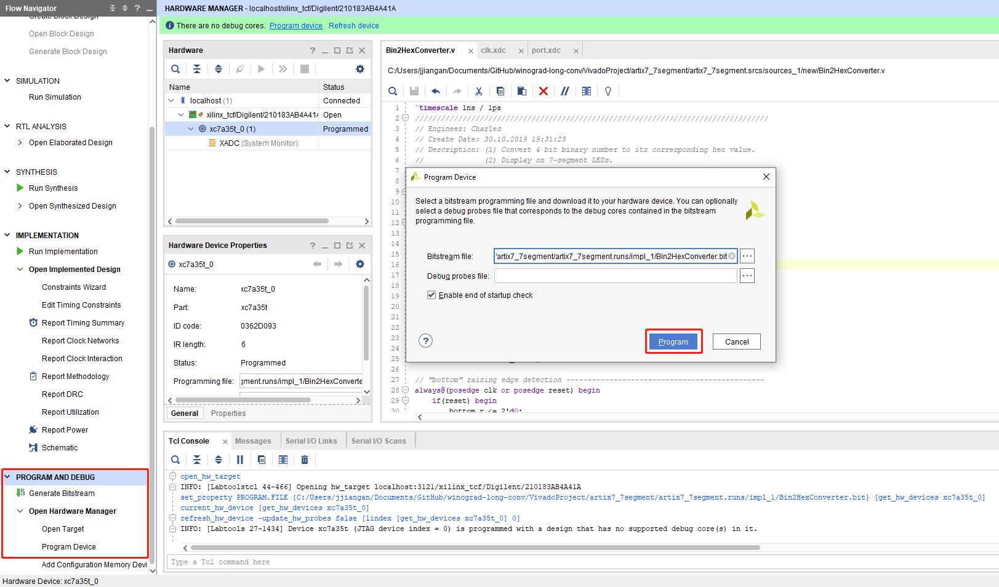 Flow Navigator
?
Create Block Design
Open Block Design
Generate Block Design
SIMULATION
Run Simulation
RTL ANALYSIS
Open Elaborated Design
SYNTHESIS
Run Synthesis
Open Synthesized Design
IMPLEMENTATION
Run Implementation
Open Implemented Design
Constraints Wizard
Edit Timing Constraints
Report Timing Summary
Report Clock Networks
Report Clock Interaction
Report Methodology
Report DRC
Report Utilization
Report Power
Schematic
PROGRAM AND DEBUG
Generate Bitstream
Open Hardware Manager
Open Target
Program Device
Add Configuration Memory Devi
Hardware Device: xc7a35t_0
HARDWARE MANAGER - localhost/xilinx_tcf/Digilent/210183AB4A41A
There are no debug cores. Program device Refresh device
Hardware
?
Name Status
localhost (1) Connected
xilinx_tcf/Digilent/210183AB4A41A Open
xc7a35t_0 (1) Programmed
XADC (System Monitor)
Hardware Device Properties
?
xc7a35t_0
Name: xc7a35t_0
Part: xc7a35t
ID code: 0362D093
IR length: 6
Status: Programmed
Programming file: gment.runs/impl_1/Bin2HexConverte
General Properties
Bin2HexConverter.v clk.xdc port.xdc
C:/Users/jjiangan/Documents/GitHub/winograd-long-conv/VivadoProject/artix7_7segment/artix7_7segment.srcs/sources_1/new/Bin2HexConverter.v
1 `timescale 1ns / 1ps
2 //////////////////////////////////////////////////////////////////////////////////
3 // Engineer: Charles
4 // Create Date: 30.10.2019 19:31:23
5 // Description: (1) Convert 4 bit binary number to its corresponding hex value.
6 // (2) Display on 7-segment LEDs.
7
8
9
10
11
12
13
14
15
16
17
18
19
20
21
22
23
24
25
26
27 // "bottom" raising edge detection ----------------------------------------------
28 always@(posedge clk or posedge reset) begin
29 if(reset) begin
30 bottom_r <= 2'd0;
Program Device
Select a bitstream programming file and download it to your hardware device. You can optionally
select a debug probes file that corresponds to the debug cores contained in the bitstream
programming file.
Bitstream file: /artix7_7segment/artix7_7segment.runs/impl_1/Bin2HexConverter.bit ...
Debug probes file: ...
Enable end of startup check
?
Program Cancel
Tcl Console Messages Serial I/O Links Serial I/O Scans
open_hw_target
INFO: [Labtoolstcl 44-466] Opening hw_target localhost:3121/xilinx_tcf/Digilent/210183AB4A41A
set_property PROGRAM.FILE {C:/Users/jjiangan/Documents/GitHub/winograd-long-conv/VivadoProject/artix7_7segment/artix7_7segment.runs/impl_1/Bin2HexConverter.bit} [get_hw_devices xc7a35t_0]
current_hw_device [get_hw_devices xc7a35t_0]
refresh_hw_device -update_hw_probes false [lindex [get_hw_devices xc7a35t_0] 0]
INFO: [Labtools 27-1434] Device xc7a35t (JTAG device index = 0) is programmed with a design that has no supported debug core(s) in it.
Type a Tcl command here